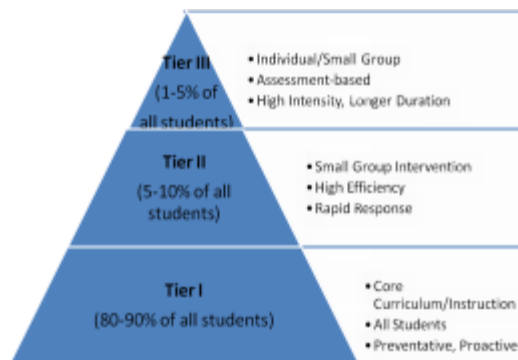 Tier III
(1-5% of
all students)
• Individual/Small Group
• Assessment-based
• High Intensity, Longer Duration
Tier II
(5-10% of all
students)
• Small Group Intervention
• High Efficiency
• Rapid Response
Tier I
(80-90% of all students)
• Core
Curriculum/Instruction
• All Students
• Preventative, Proactive